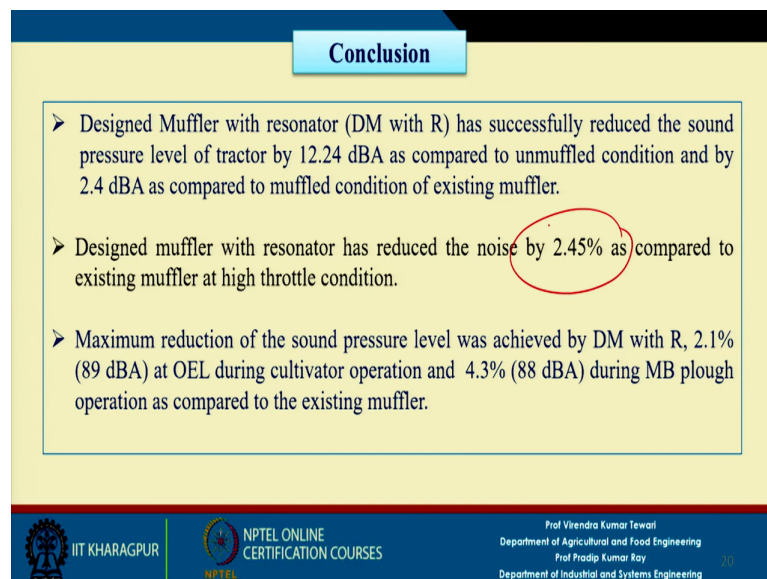 Conclusion
➢ Designed Muffler with resonator (DM with R) has successfully reduced the sound
pressure level of tractor by 12.24 dBA as compared to unmuffled condition and by
2.4 dBA as compared to muffled condition of existing muffler.
➢ Designed muffler with resonator has reduced the noise by 2.45% as compared to
existing muffler at high throttle condition.
➢ Maximum reduction of the sound pressure level was achieved by DM with R, 2.1%
(89 dBA) at OEL during cultivator operation and 4.3% (88 dBA) during MB plough
operation as compared to the existing muffler.
IIT KHARAGPUR
NPTEL
NPTEL ONLINE
CERTIFICATION COURSES
Prof Virendra Kumar Tewari
Department of Agricultural and Food Engineering
Prof Pradip Kumar Ray
Department of Industrial and Systems Engineering
20